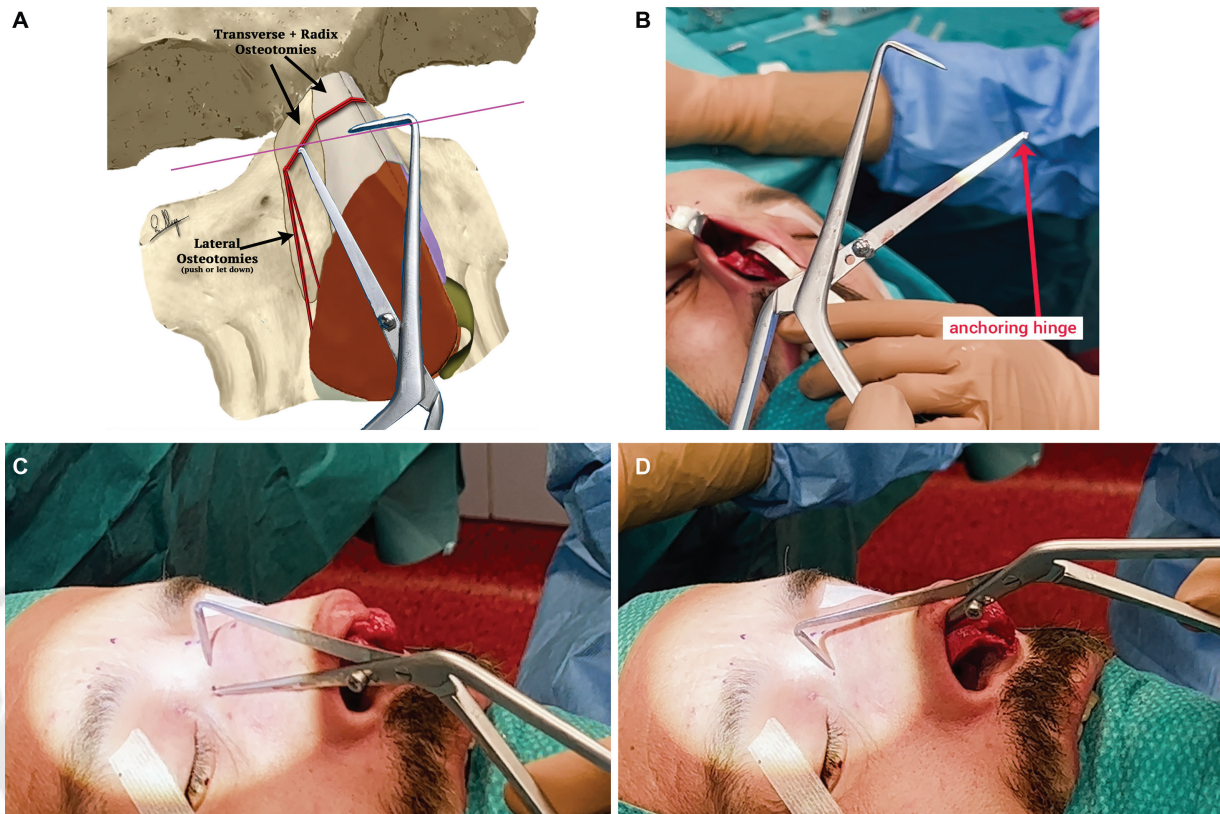 A
Transverse + Radix
Osteotomies
Lateral
Osteotomies
(push or let down)
B
anchoring hinge
C
D